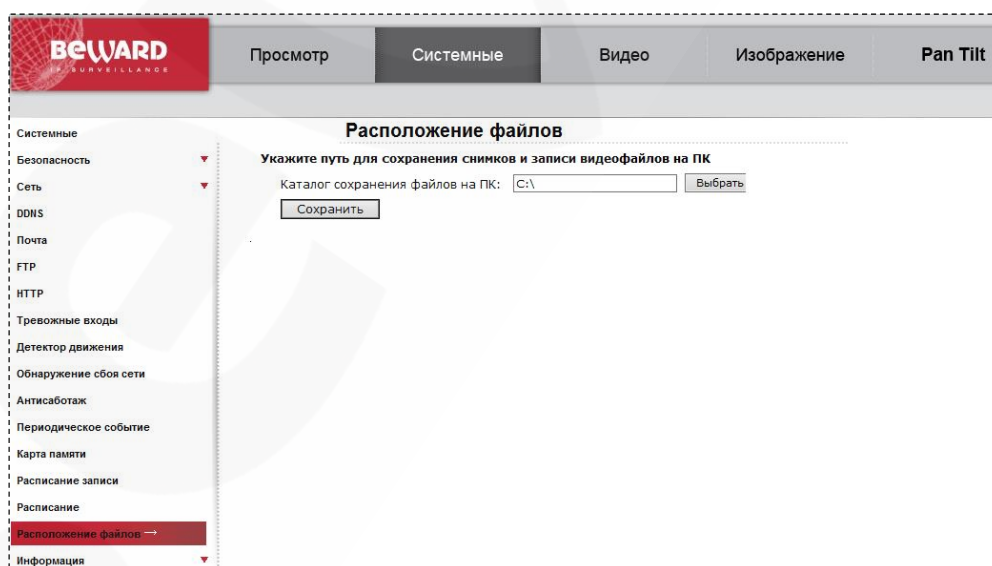 BEWARD
IP SURVEILLANCE
Просмотр
Системные
Видео
Изображение
Pan Tilt
Системные
Безопасность
Сеть
DDNS
Почта
FTP
HTTP
Тревожные входы
Детектор движения
Обнаружение сбоя сети
Антисаботаж
Периодическое событие
Карта памяти
Расписание записи
Расписание
Расположение файлов →
Информация
Расположение файлов
Укажите путь для сохранения снимков и записи видеофайлов на ПК
Каталог сохранения файлов на ПК: C:\ Выбрать
Сохранить